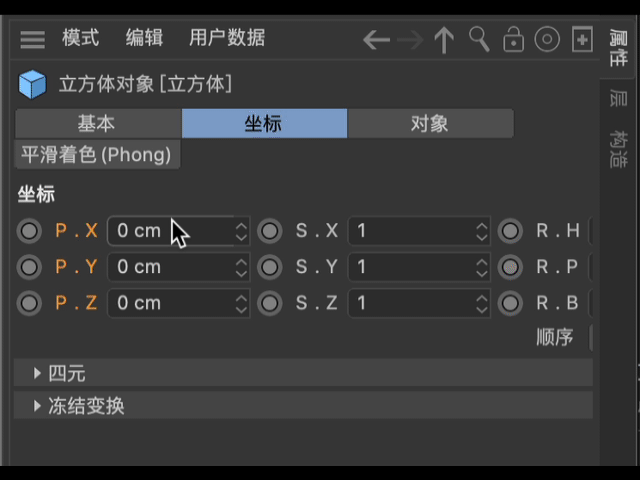 模式 编辑 用户数据
立方体对象 [立方体]
基本 坐标 对象
平滑着色 (Phong)
坐标
P . X 0 cm S . X 1 R . H
P . Y 0 cm S . Y 1 R . P
P . Z 0 cm S . Z 1 R . B
顺序
四元
冻结变换
属性
层
构造